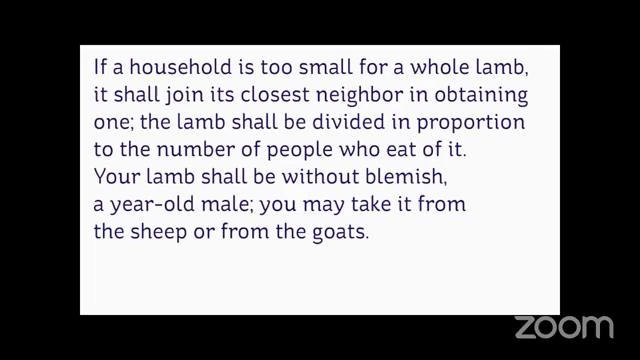 If a household is too small for a whole lamb,
it shall join its closest neighbor in obtaining
one; the lamb shall be divided in proportion
to the number of people who eat of it.
Your lamb shall be without blemish,
a year-old male; you may take it from
the sheep or from the goats.
zoom